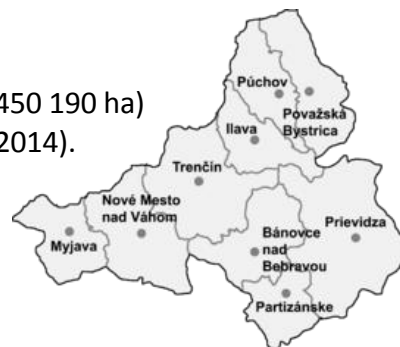 450 190 ha)
2014).
Púchov
Považská
Bystrica
Ilava
Trenčín
Nové Mesto
nad Váhom
Myjava
Bánovce
nad
Bebravou
Prievidza
Partizánske